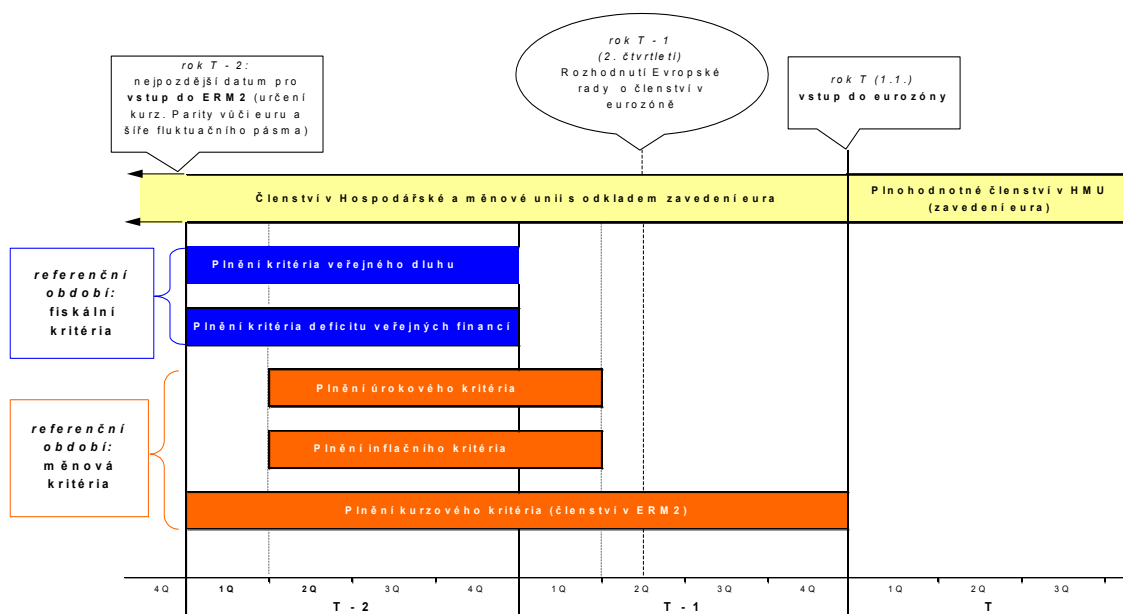 rok T - 2:
nejpozdější datum pro
vstup do ERM2 (určení
kurz. Parity vůči euru a
šíře fluktuačního pásma)
rok T - 1
(2. čtvrtletí)
Rozhodnutí Evropské
rady o členství v
eurozóně
rok T (1.1.)
vstup do eurozóny
Členství v Hospodářské a měnové unii s odkladem zavedení eura
Plnohodnotné členství v HMU
(zavedení eura)
referenční
období:
fiskální
kritéria
Plnění kritéria veřejného dluhu
Plnění kritéria deficitu veřejných financí
referenční
období:
měnová
kritéria
Plnění úrokového kritéria
Plnění inflačního kritéria
Plnění kurzového kritéria (členství v ERM2)
4Q 1Q 2Q 3Q 4Q 1Q 2Q 3Q 4Q 1Q 2Q 3Q
T - 2 T - 1 T